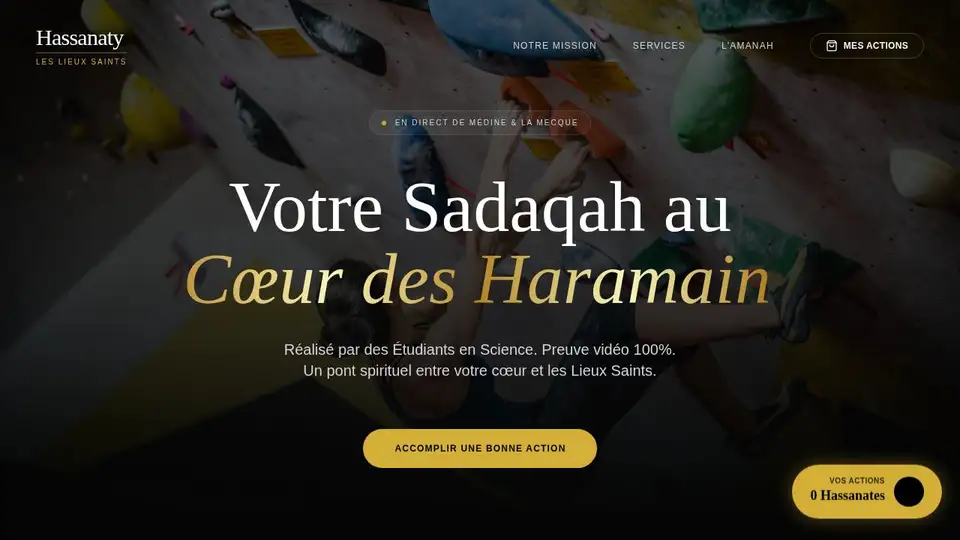 Hassanaty
LES LIEUX SAINTS
NOTRE MISSION
SERVICES
L'AMANAH
MES ACTIONS
EN DIRECT DE MÉDINE & LA MECQUE
Votre Sadaqah au
Cœur des Haramain
Réalisé par des Étudiants en Science. Preuve vidéo 100%.
Un pont spirituel entre votre cœur et les Lieux Saints.
ACCOMPLIR UNE BONNE ACTION
VOS ACTIONS
0 Hassanates